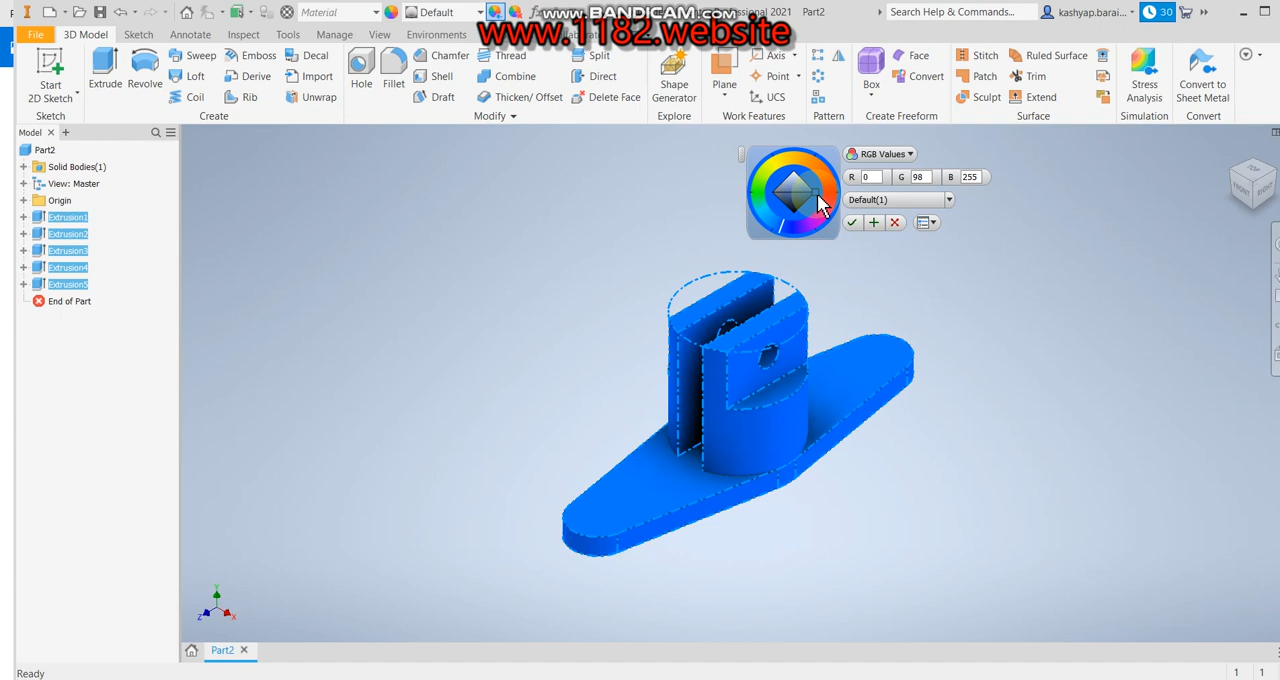 Material
Default
www.BANDICAM.com
fessional 2021 Part2
Search Help & Commands...
kashyap.barai...
30
www.1182.website
File
3D Model
Sketch
Annotate
Inspect
Tools
Manage
View
Environments
Start
2D Sketch
Sketch
Extrude
Revolve
Sweep
Emboss
Decal
Loft
Derive
Import
Coil
Rib
Unwrap
Create
Hole
Fillet
Chamfer
Thread
Split
Shell
Combine
Direct
Draft
Thicken/ Offset
Delete Face
Modify
Shape
Generator
Explore
Plane
Axis
Point
UCS
Work Features
Pattern
Box
Face
Convert
Create Freeform
Stitch
Ruled Surface
Patch
Trim
Sculpt
Extend
Surface
Stress
Analysis
Simulation
Convert to
Sheet Metal
Convert
Model
Part2
Solid Bodies(1)
View: Master
Origin
Extrusion1
Extrusion2
Extrusion3
Extrusion4
Extrusion5
End of Part
RGB Values
R 0 G 98 B 255
Default(1)
TOP
FRONT
RIGHT
Y
Z
X
Part2
Ready
1 1